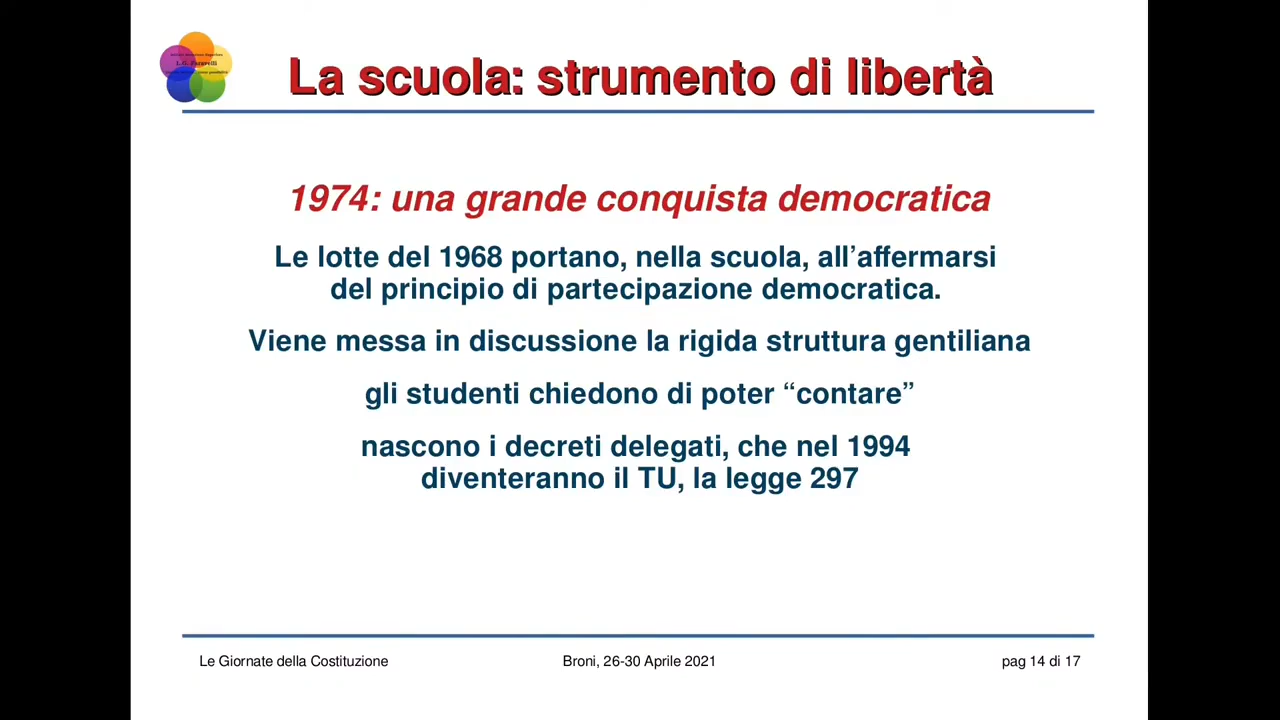 L.G. Faravelli
La scuola: strumento di libertà
1974: una grande conquista democratica
Le lotte del 1968 portano, nella scuola, all’affermarsi
del principio di partecipazione democratica.
Viene messa in discussione la rigida struttura gentiliana
gli studenti chiedono di poter “contare”
nascono i decreti delegati, che nel 1994
diventeranno il TU, la legge 297
Le Giornate della Costituzione
Broni, 26-30 Aprile 2021
pag 14 di 17